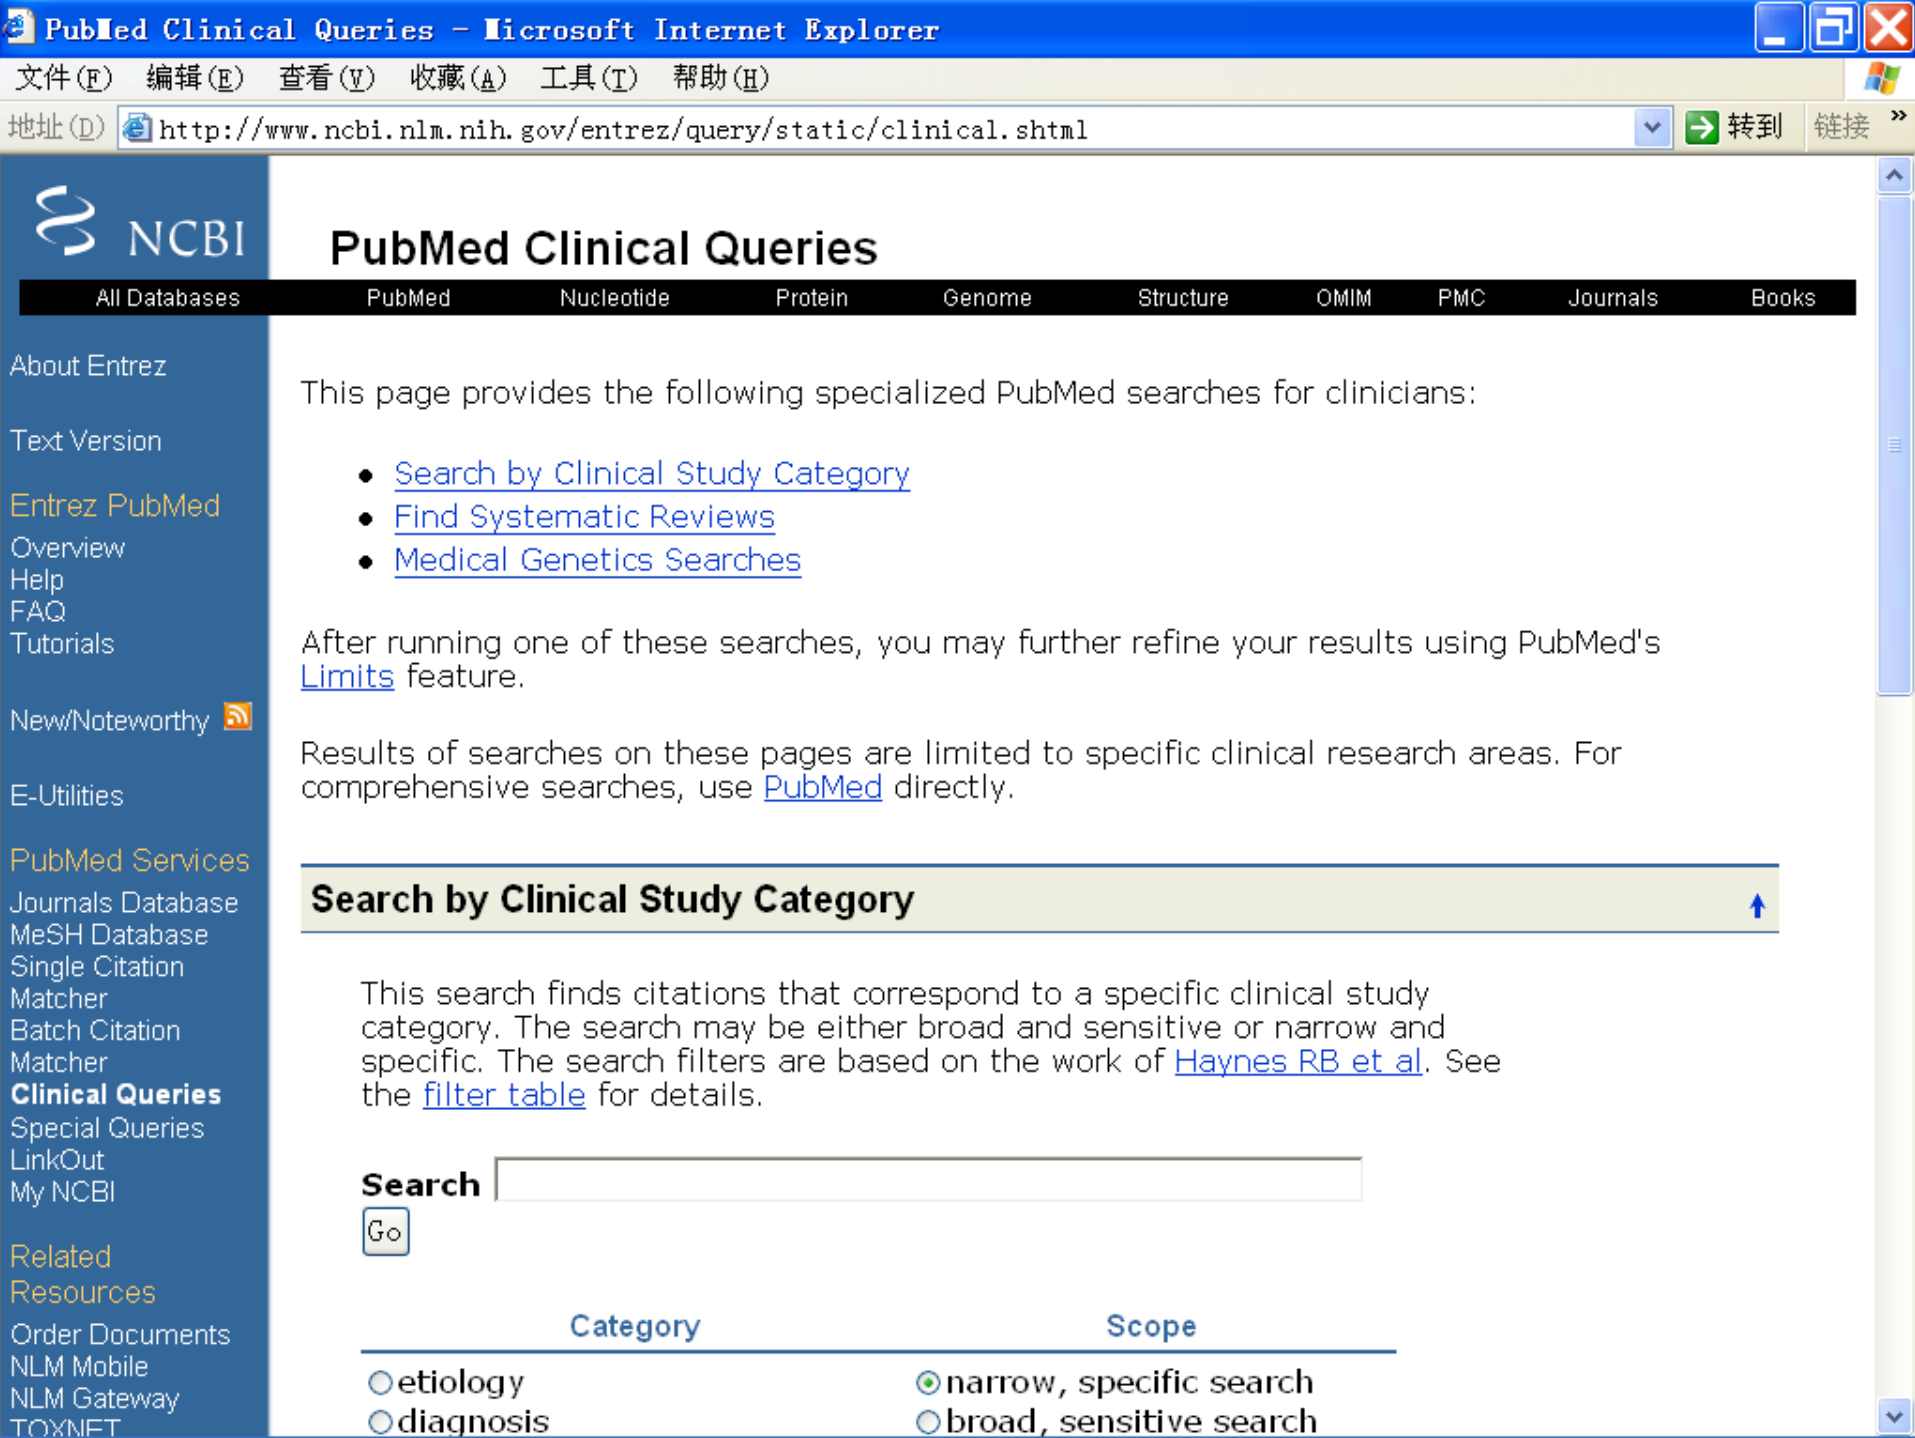 PubMed Clinical Queries - Microsoft Internet Explorer
文件(F) 编辑(E) 查看(V) 收藏(A) 工具(T) 帮助(H)
地址(D) http://www.ncbi.nlm.nih.gov/entrez/query/static/clinical.shtml 转到 链接 »
NCBI
PubMed Clinical Queries
All Databases PubMed Nucleotide Protein Genome Structure OMIM PMC Journals Books
About Entrez
Text Version
Entrez PubMed
Overview
Help
FAQ
Tutorials
New/Noteworthy
E-Utilities
PubMed Services
Journals Database
MeSH Database
Single Citation
Matcher
Batch Citation
Matcher
Clinical Queries
Special Queries
LinkOut
My NCBI
Related
Resources
Order Documents
NLM Mobile
NLM Gateway
TOXNET
This page provides the following specialized PubMed searches for clinicians:
• Search by Clinical Study Category
• Find Systematic Reviews
• Medical Genetics Searches
After running one of these searches, you may further refine your results using PubMed's
Limits feature.
Results of searches on these pages are limited to specific clinical research areas. For
comprehensive searches, use PubMed directly.
Search by Clinical Study Category
This search finds citations that correspond to a specific clinical study
category. The search may be either broad and sensitive or narrow and
specific. The search filters are based on the work of Haynes RB et al. See
the filter table for details.
Search
Go
Category Scope
etiology narrow, specific search
diagnosis broad, sensitive search